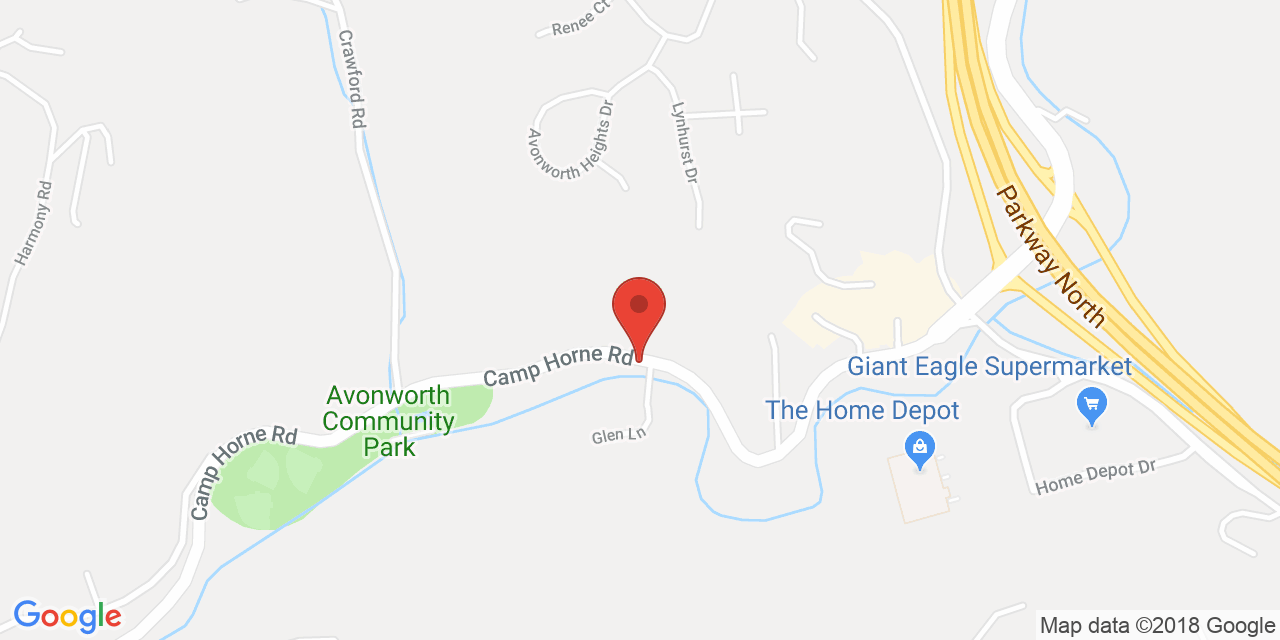 Renee Ct
Crawford Rd
Avonworth Heights Dr
Lynhurst Dr
Harmony Rd
Parkway North
Camp Horne Rd
Giant Eagle Supermarket
Avonworth
Community
Park
The Home Depot
Glen Ln
Camp Horne Rd
Home Depot Dr
Google
Map data ©2018 Google